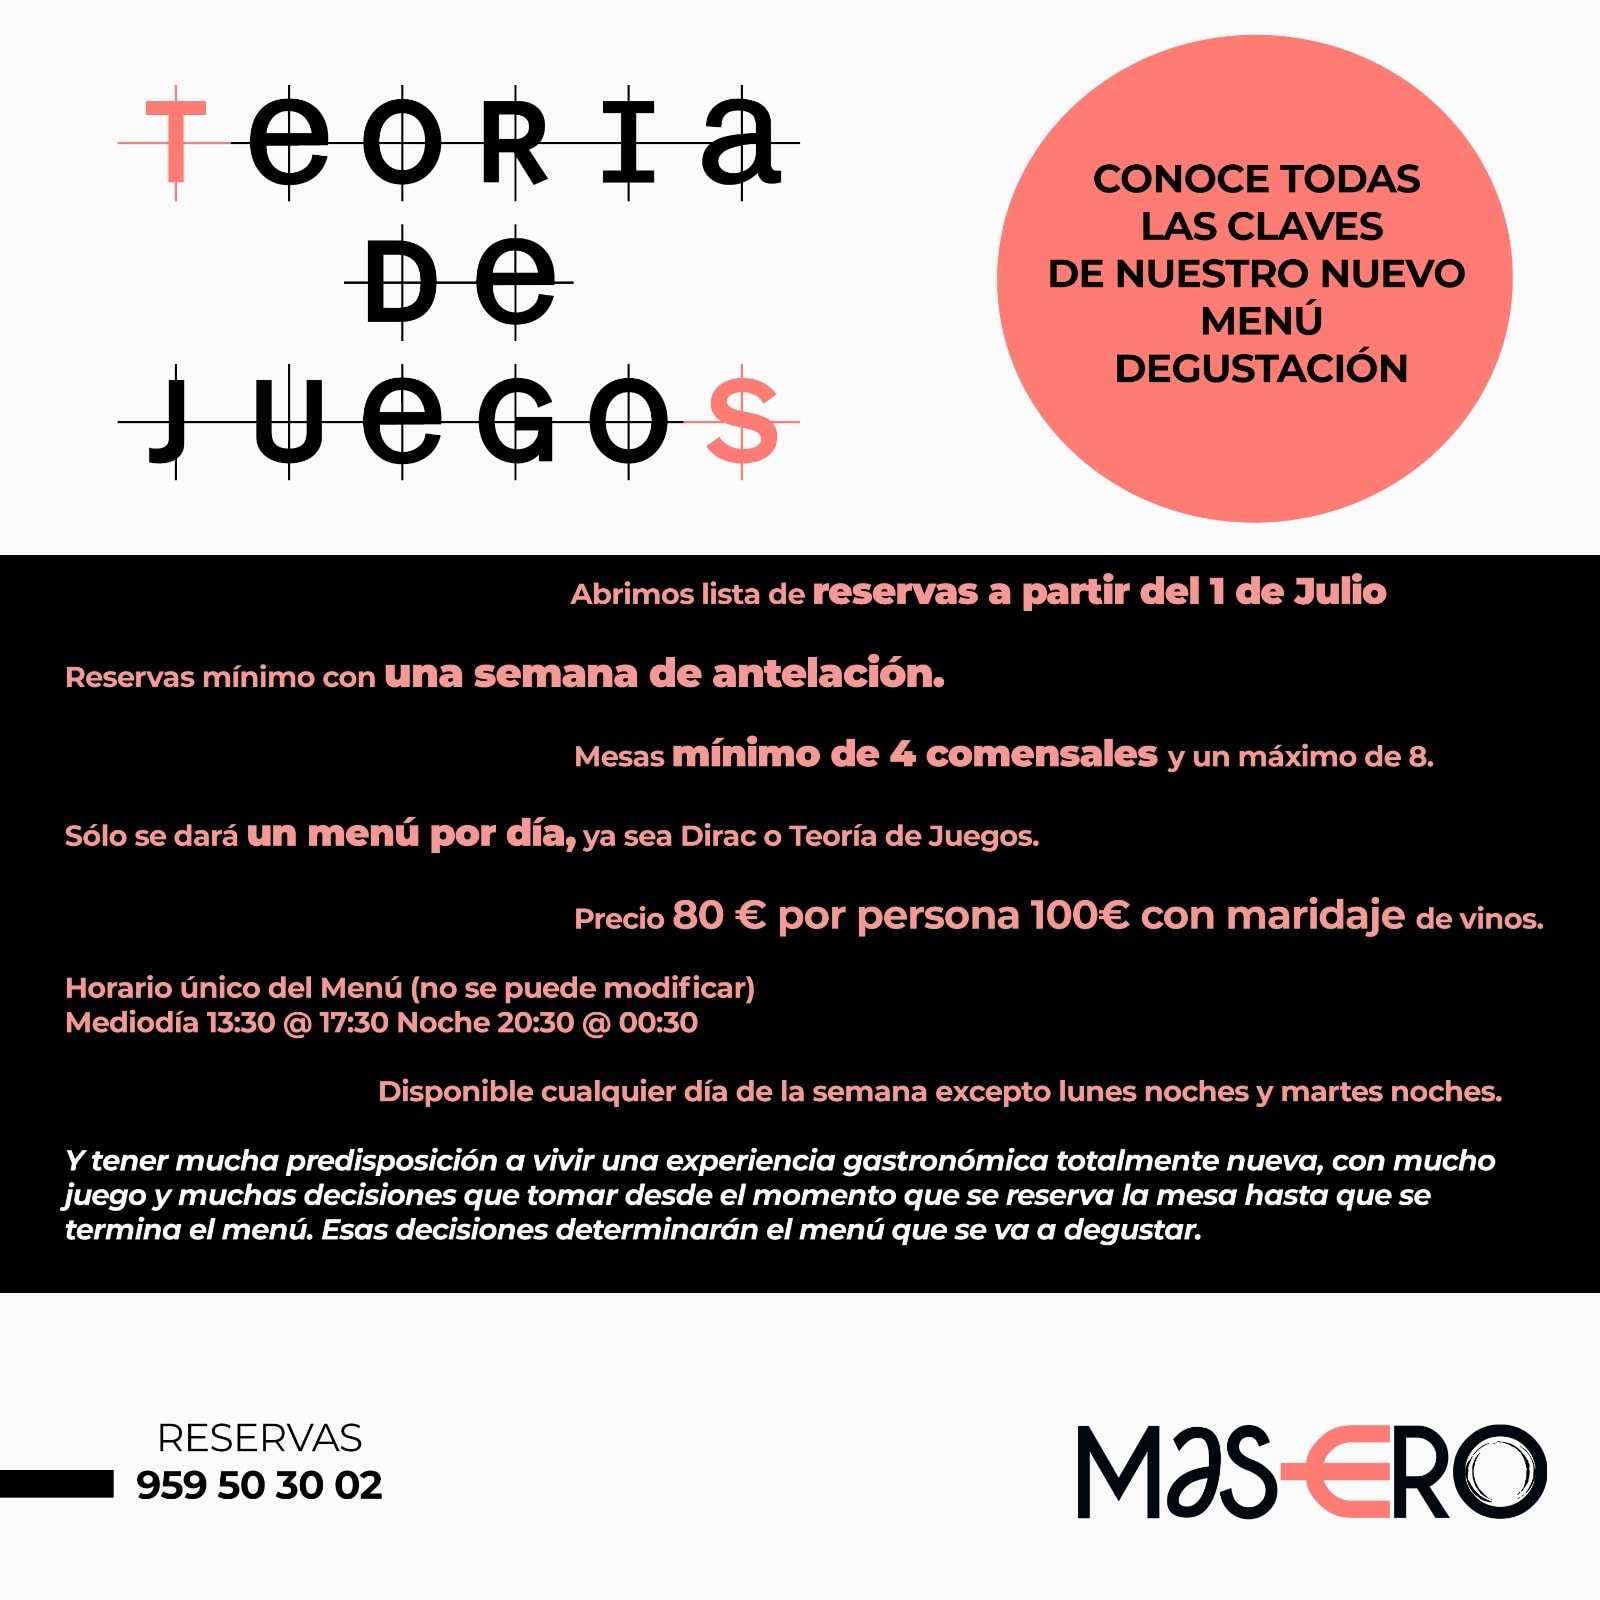 TeORIa
De
JUeGOS
CONOCE TODAS
LAS CLAVES
DE NUESTRO NUEVO
MENÚ
DEGUSTACIÓN
Abrimos lista de reservas a partir del 1 de Julio
Reservas mínimo con una semana de antelación.
Mesas mínimo de 4 comensales y un máximo de 8.
Sólo se dará un menú por día, ya sea Dirac o Teoría de Juegos.
Precio 80 € por persona 100€ con maridaje de vinos.
Horario único del Menú (no se puede modificar)
Mediodía 13:30 @ 17:30 Noche 20:30 @ 00:30
Disponible cualquier día de la semana excepto lunes noches y martes noches.
Y tener mucha predisposición a vivir una experiencia gastronómica totalmente nueva, con mucho
juego y muchas decisiones que tomar desde el momento que se reserva la mesa hasta que se
termina el menú. Esas decisiones determinarán el menú que se va a degustar.
RESERVAS
959 50 30 02
MasERO